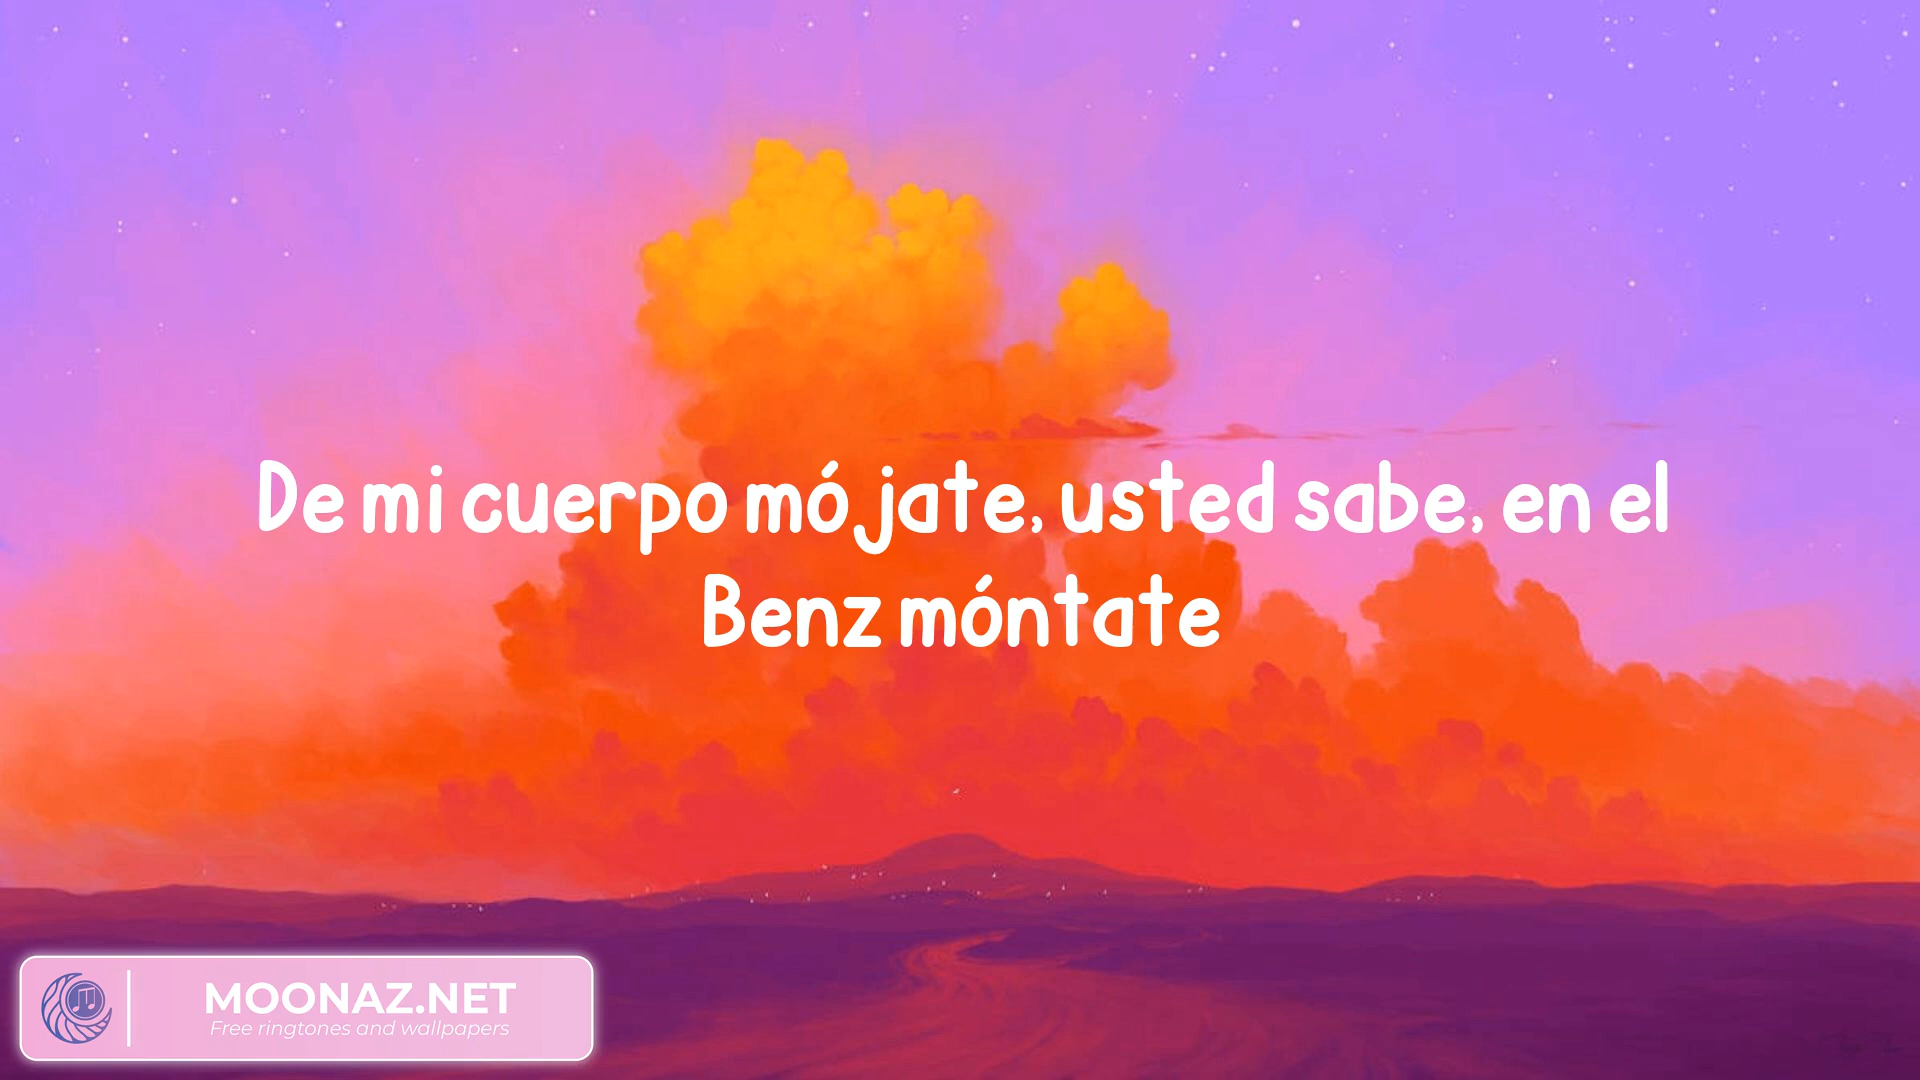 De mi cuerpo mójate, usted sabe, en el
Benz móntate
MOONAZ.NET
Free ringtones and wallpapers